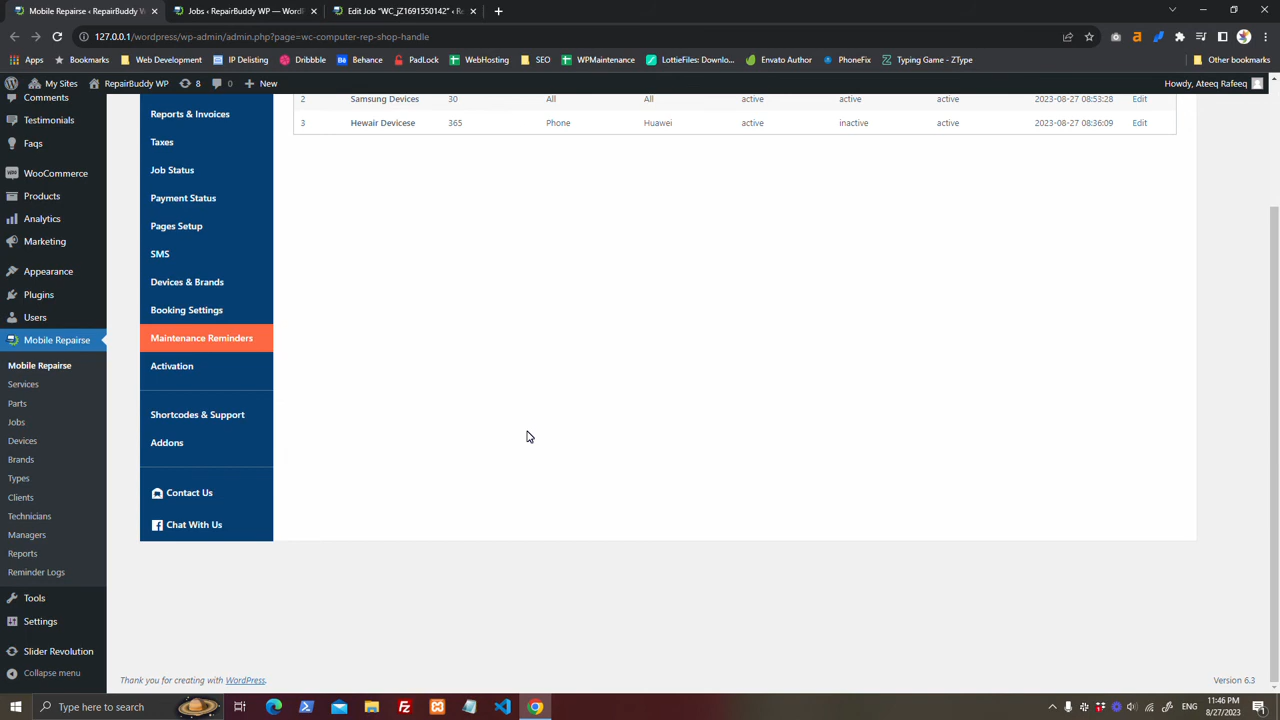 Mobile Repairse ‹ RepairBuddy W
Jobs ‹ RepairBuddy WP — WordP
Edit Job "WC_jZ1691550142" ‹ Re
127.0.0.1/wordpress/wp-admin/admin.php?page=wc-computer-rep-shop-handle
Apps Bookmarks Web Development IP Delisting Dribbble Behance PadLock WebHosting SEO WPMaintenance LottieFiles: Downlo... Envato Author PhoneFix Typing Game - ZType Other bookmarks
My Sites RepairBuddy WP 8 0 New Howdy, Ateeq Rafeeq
Comments
Testimonials
Faqs
WooCommerce
Products
Analytics
Marketing
Appearance
Plugins
Users
Mobile Repairse
Mobile Repairse
Services
Parts
Jobs
Devices
Brands
Types
Clients
Technicians
Managers
Reports
Reminder Logs
Tools
Settings
Slider Revolution
Collapse menu
Reports & Invoices
Taxes
Job Status
Payment Status
Pages Setup
SMS
Devices & Brands
Booking Settings
Maintenance Reminders
Activation
Shortcodes & Support
Addons
Contact Us
Chat With Us
2 Samsung Devices 30 All All active active active 2023-08-27 08:53:28 Edit
3 Hewair Devicese 365 Phone Huawei active inactive active 2023-08-27 08:36:09 Edit
Thank you for creating with WordPress.
Version 6.3
Type here to search
ENG
11:46 PM
8/27/2023